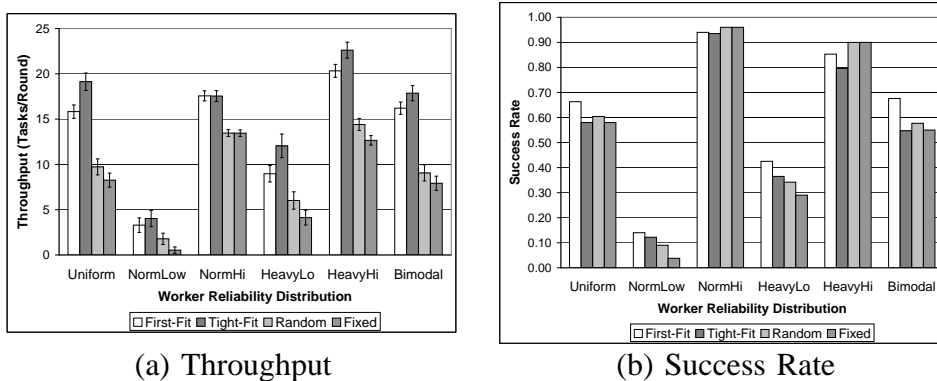 25
20
15
10
5
0
Throughput (Tasks/Round)
Uniform NormLow NormHi HeavyLo HeavyHi Bimodal
Worker Reliability Distribution
First-Fit Tight-Fit Random Fixed
(a) Throughput
1.00
0.90
0.80
0.70
0.60
0.50
0.40
0.30
0.20
0.10
0.00
Success Rate
Uniform NormLow NormHi HeavyLo HeavyHi Bimodal
Worker Reliability Distribution
First-Fit Tight-Fit Random Fixed
(b) Success Rate